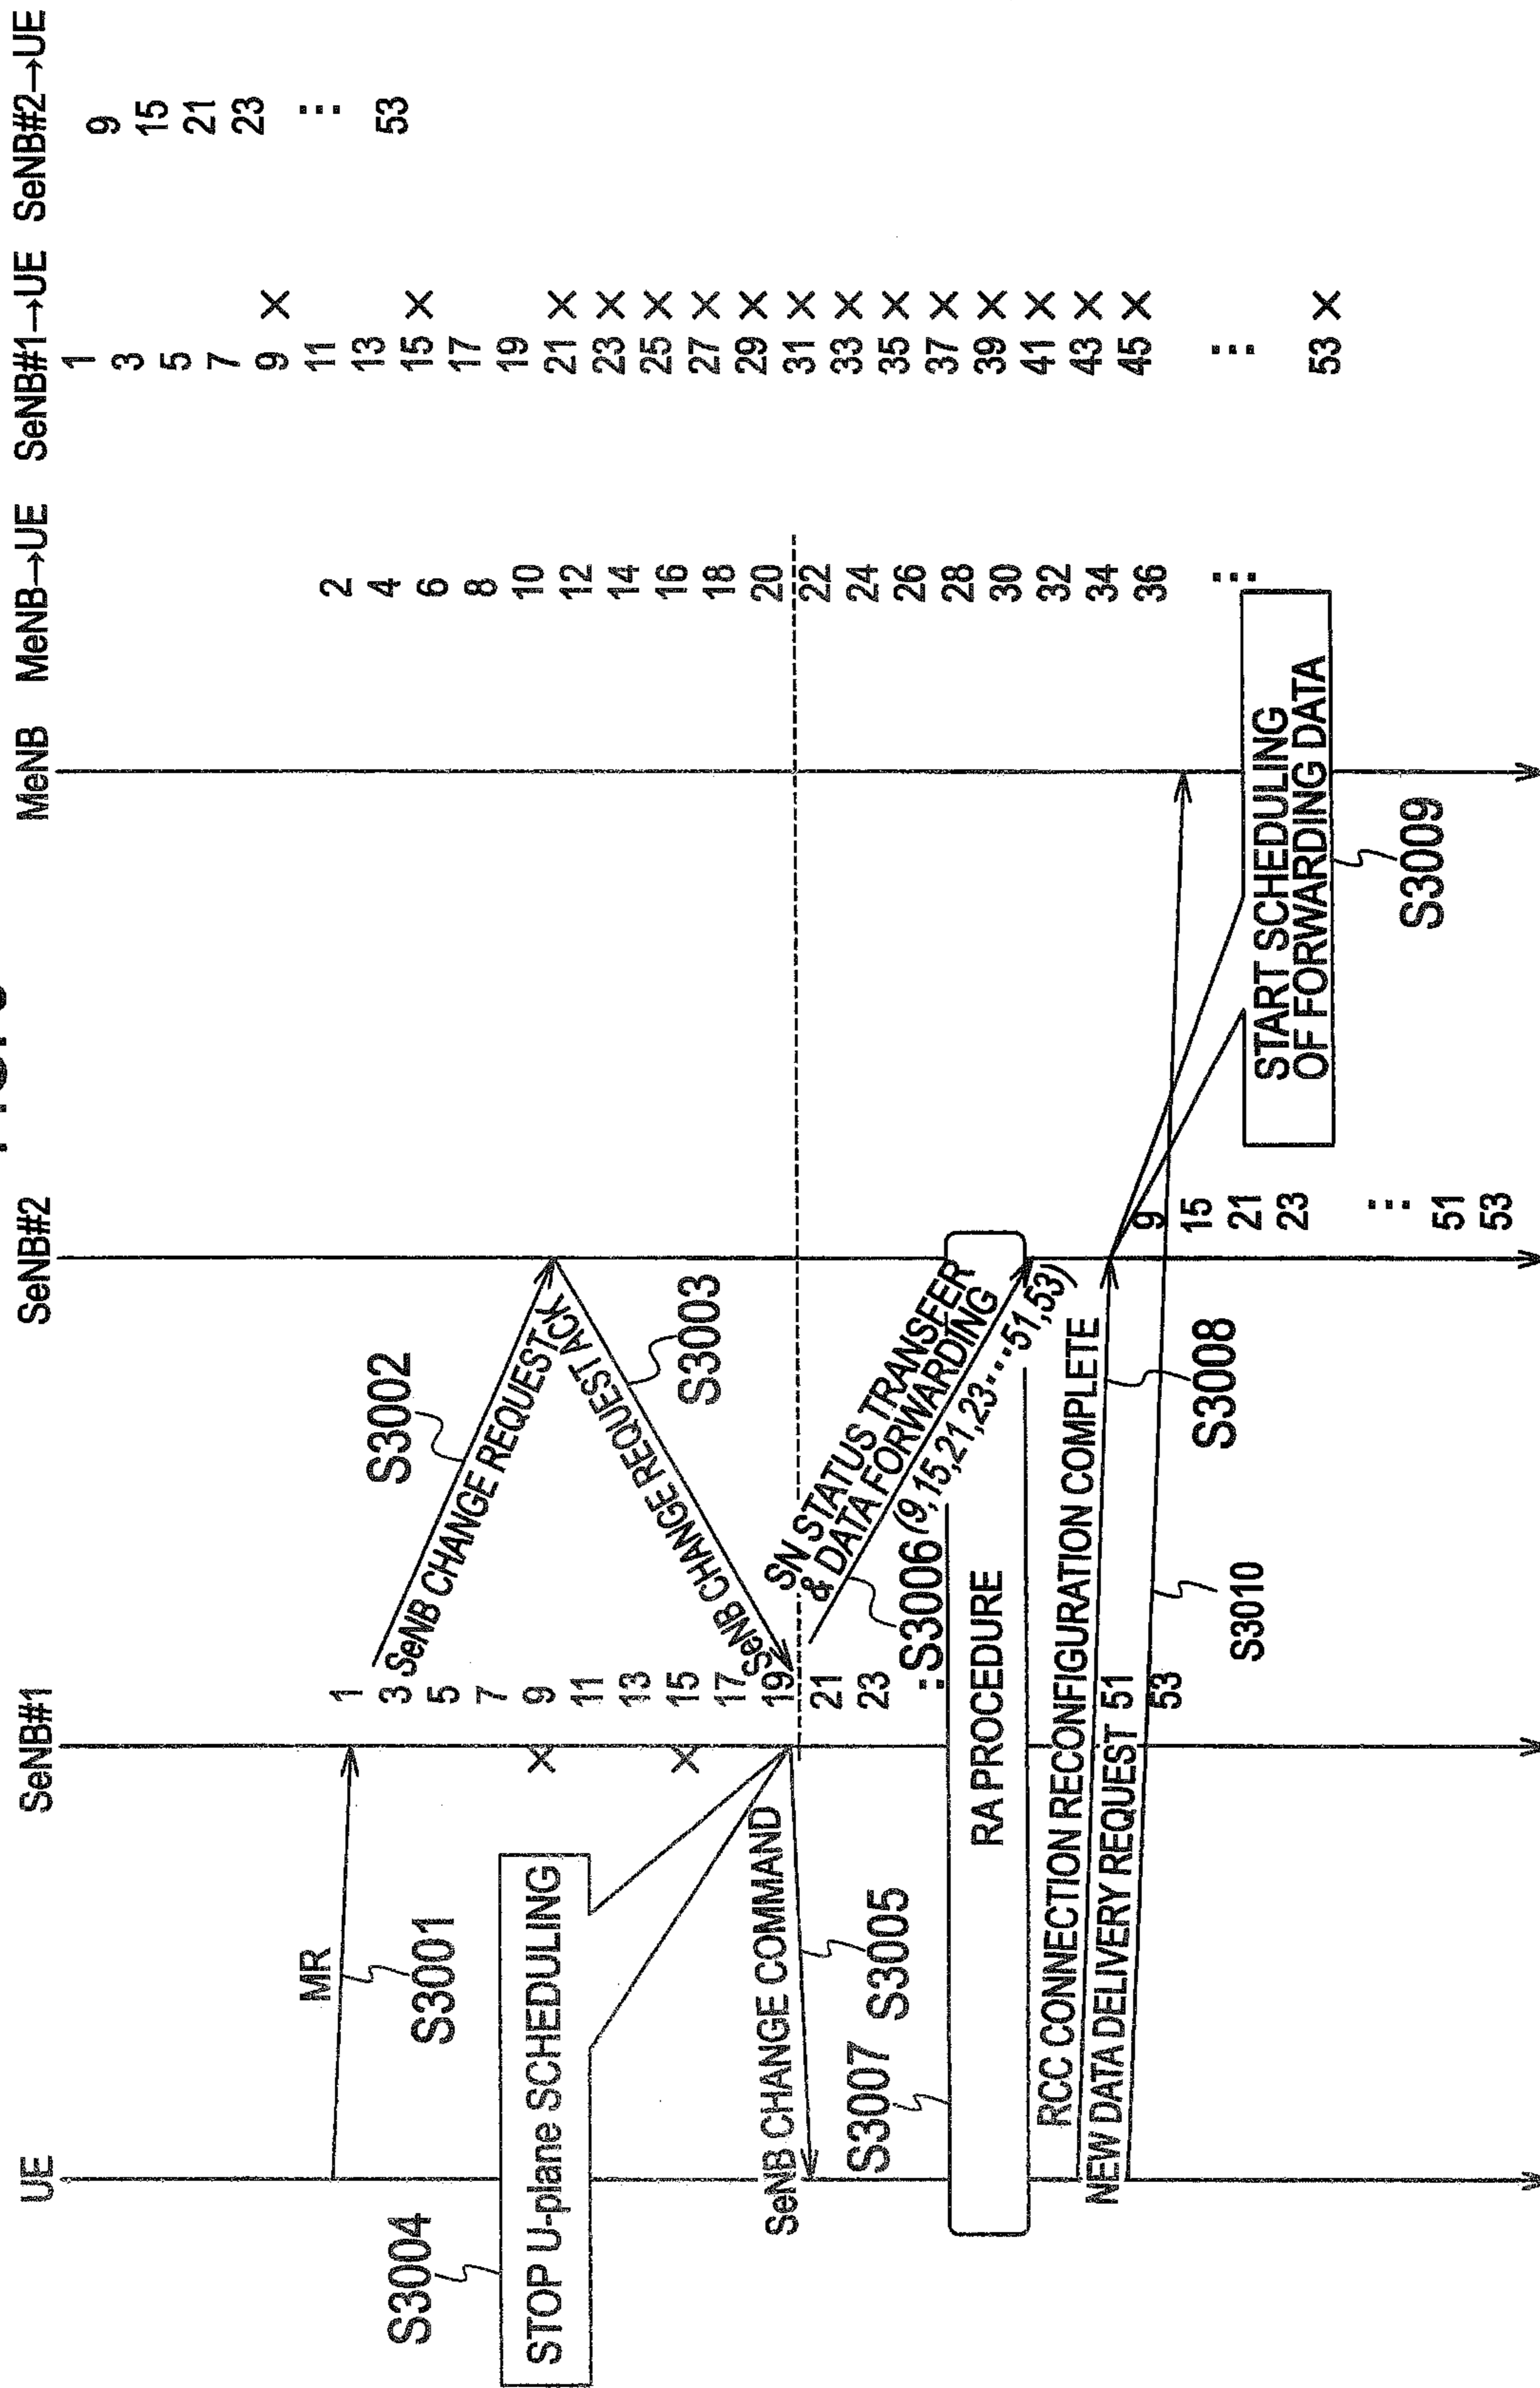 UE
SeNB#1
SeNB#2
MeNB
MeNB→UE
SeNB#1→UE
SeNB#2→UE
MR
S3001
1
3
5
7
9
11
13
15
17
19
21
23
⋮
51
53
×
×
SeNB CHANGE REQUEST
S3002
SeNB CHANGE REQUEST ACK
S3003
S3004
STOP U-plane SCHEDULING
SeNB CHANGE COMMAND
S3005
SN STATUS TRANSFER
& DATA FORWARDING
(9,15,21,23····51,53)
S3006
S3007
RA PROCEDURE
RCC CONNECTION RECONFIGURATION COMPLETE
S3008
NEW DATA DELIVERY REQUEST
S3010
9
15
21
23
⋮
51
53
START SCHEDULING
OF FORWARDING DATA
S3009
2
4
6
8
10
12
14
16
18
20
22
24
26
28
30
32
34
36
⋮
1
3
5
7
9 ×
11
13
15 ×
17
19
21 ×
23 ×
25 ×
27 ×
29 ×
31 ×
33 ×
35 ×
37 ×
39 ×
41 ×
43 ×
45 ×
⋮
53 ×
9
15
21
23
⋮
53